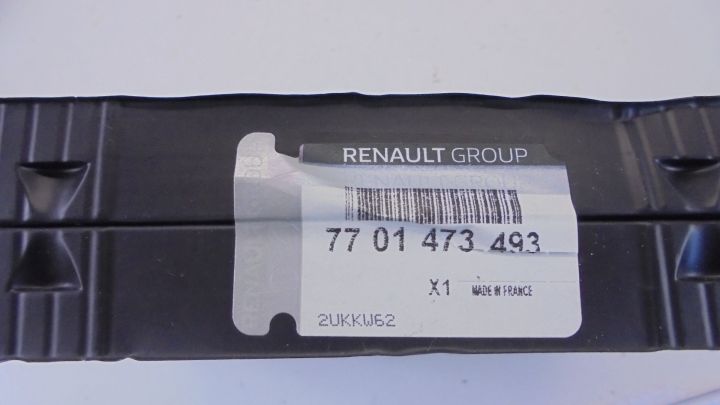 RENAULT GROUP
77 01 473 493
X1 MADE IN FRANCE
2UKKW62